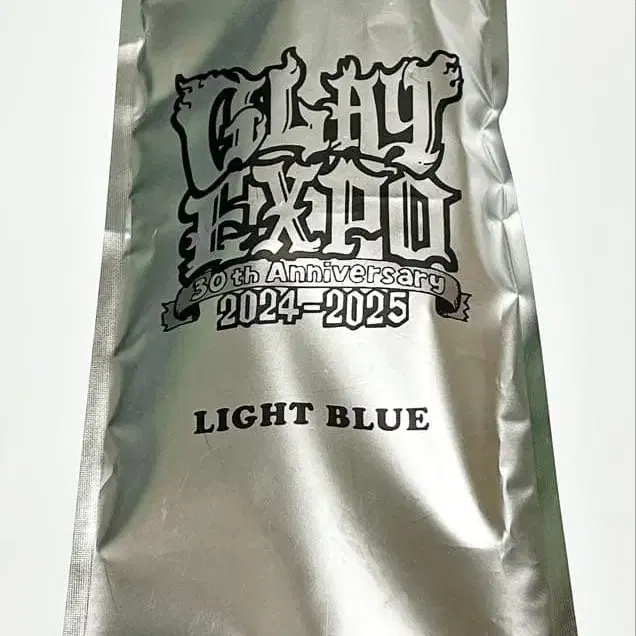 GLAY
EXPO
30th Anniversary
2024-2025
LIGHT BLUE